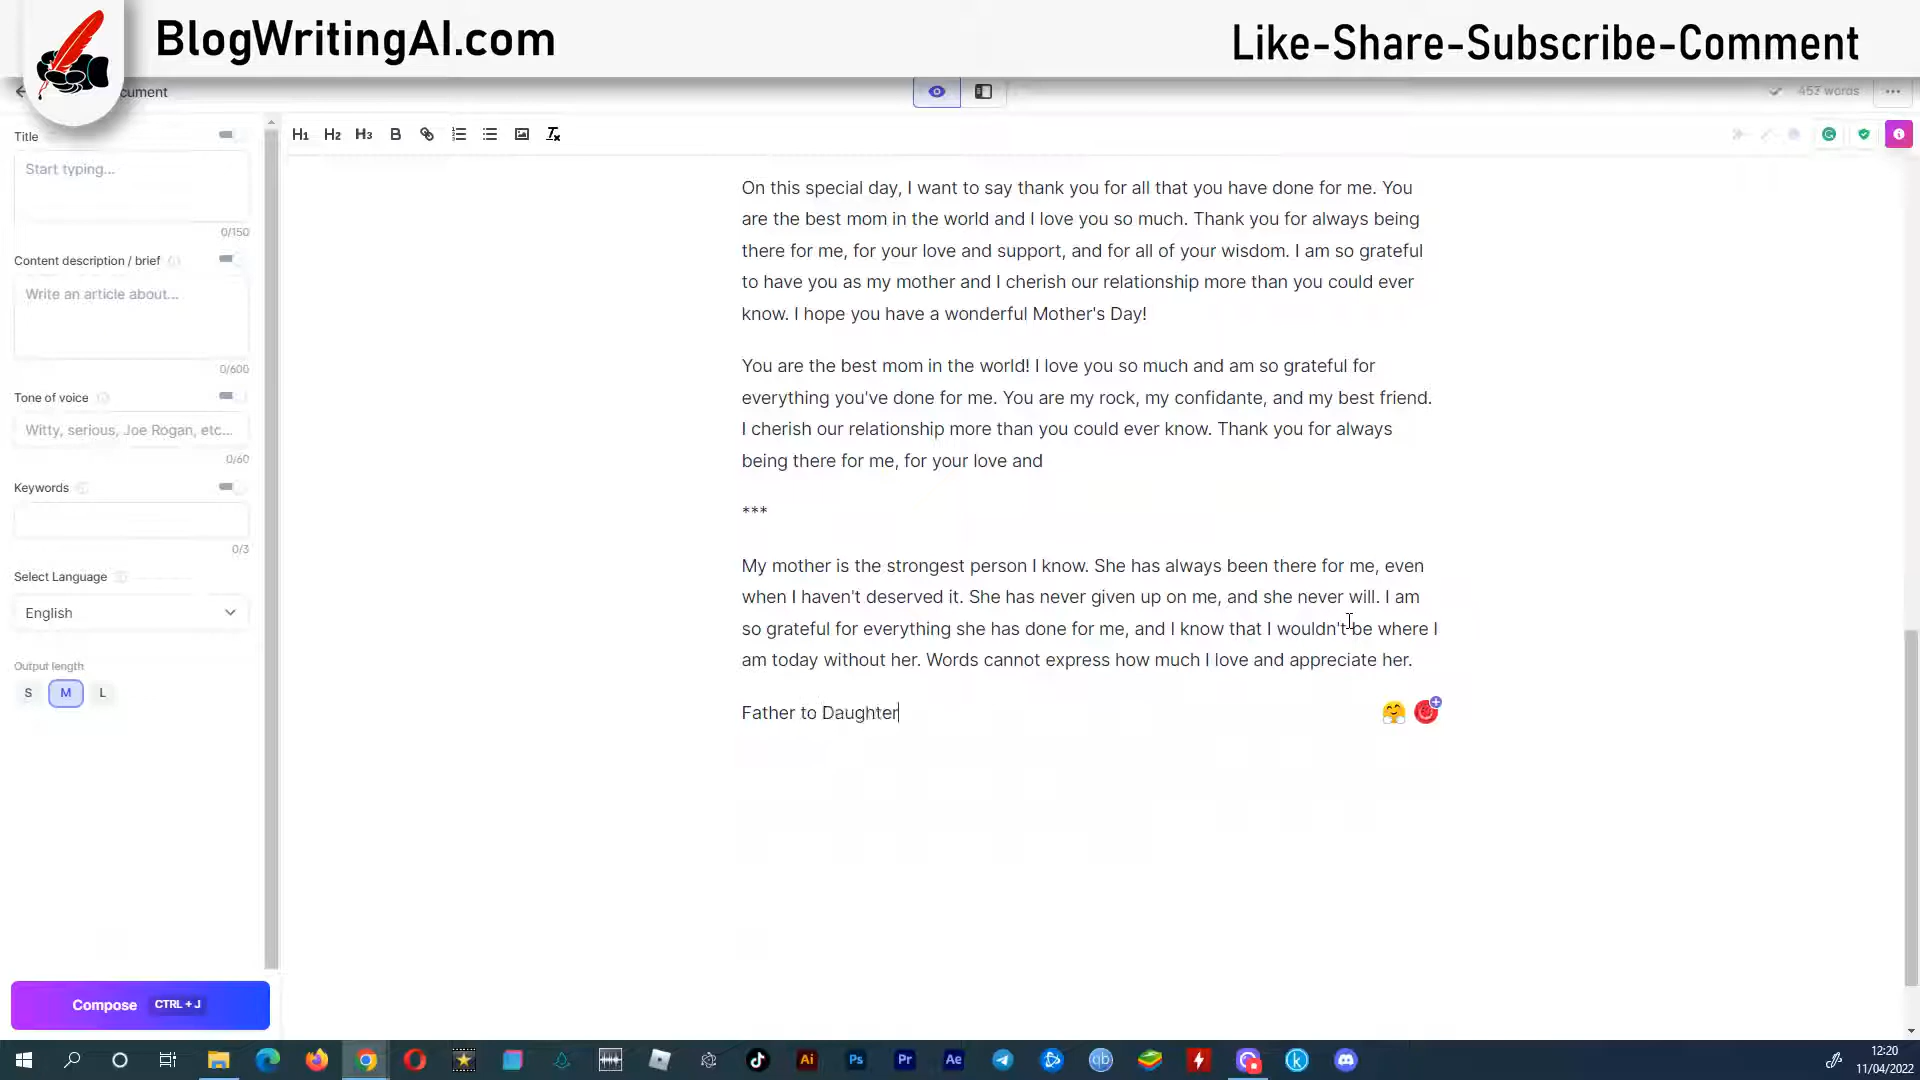 BlogWritingAI.com
Like-Share-Subscribe-Comment
cument
453 words
Title
H1 H2 H3 B
Start typing...
0/150
Content description / brief
Write an article about...
0/600
Tone of voice
Witty, serious, Joe Rogan, etc...
0/60
Keywords
0/3
Select Language
English
Output length
S M L
Compose CTRL + J
On this special day, I want to say thank you for all that you have done for me. You
are the best mom in the world and I love you so much. Thank you for always being
there for me, for your love and support, and for all of your wisdom. I am so grateful
to have you as my mother and I cherish our relationship more than you could ever
know. I hope you have a wonderful Mother's Day!
You are the best mom in the world! I love you so much and am so grateful for
everything you've done for me. You are my rock, my confidante, and my best friend.
I cherish our relationship more than you could ever know. Thank you for always
being there for me, for your love and
***
My mother is the strongest person I know. She has always been there for me, even
when I haven't deserved it. She has never given up on me, and she never will. I am
so grateful for everything she has done for me, and I know that I wouldn't be where I
am today without her. Words cannot express how much I love and appreciate her.
Father to Daughter
Ai Ps Pr Ae qb K
12:20
11/04/2022